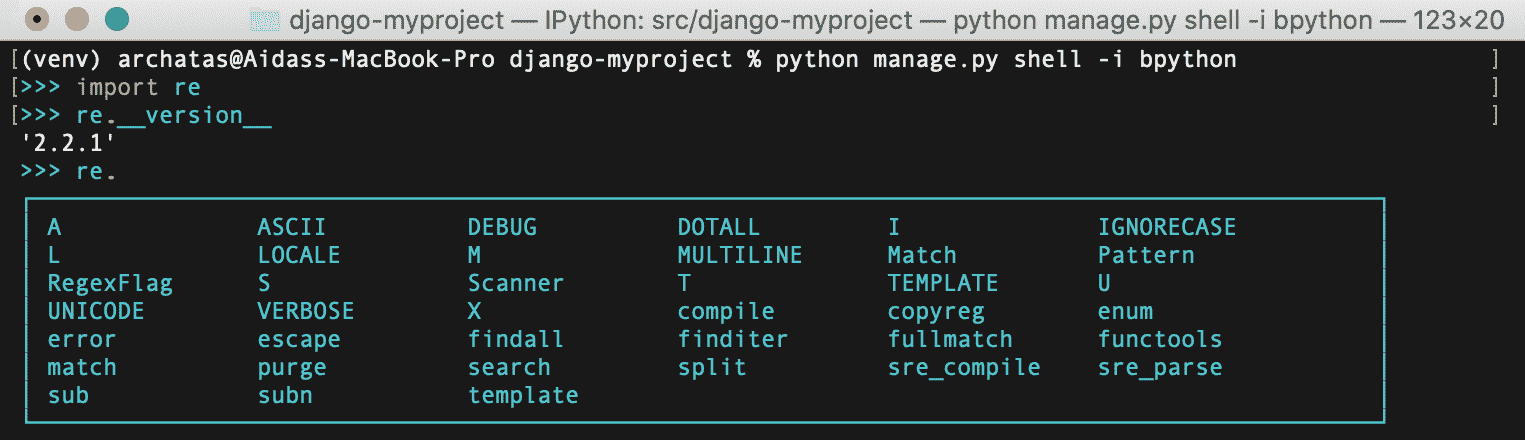 django-myproject — IPython: src/django-myproject — python manage.py shell -i bpython — 123×20
[(venv) archatas@Aidass-MacBook-Pro django-myproject % python manage.py shell -i bpython ]
[>>> import re ]
[>>> re.__version__ ]
'2.2.1'
>>> re.
A ASCII DEBUG DOTALL I IGNORECASE
L LOCALE M MULTILINE Match Pattern
RegexFlag S Scanner T TEMPLATE U
UNICODE VERBOSE X compile copyreg enum
error escape findall finditer fullmatch functools
match purge search split sre_compile sre_parse
sub subn template